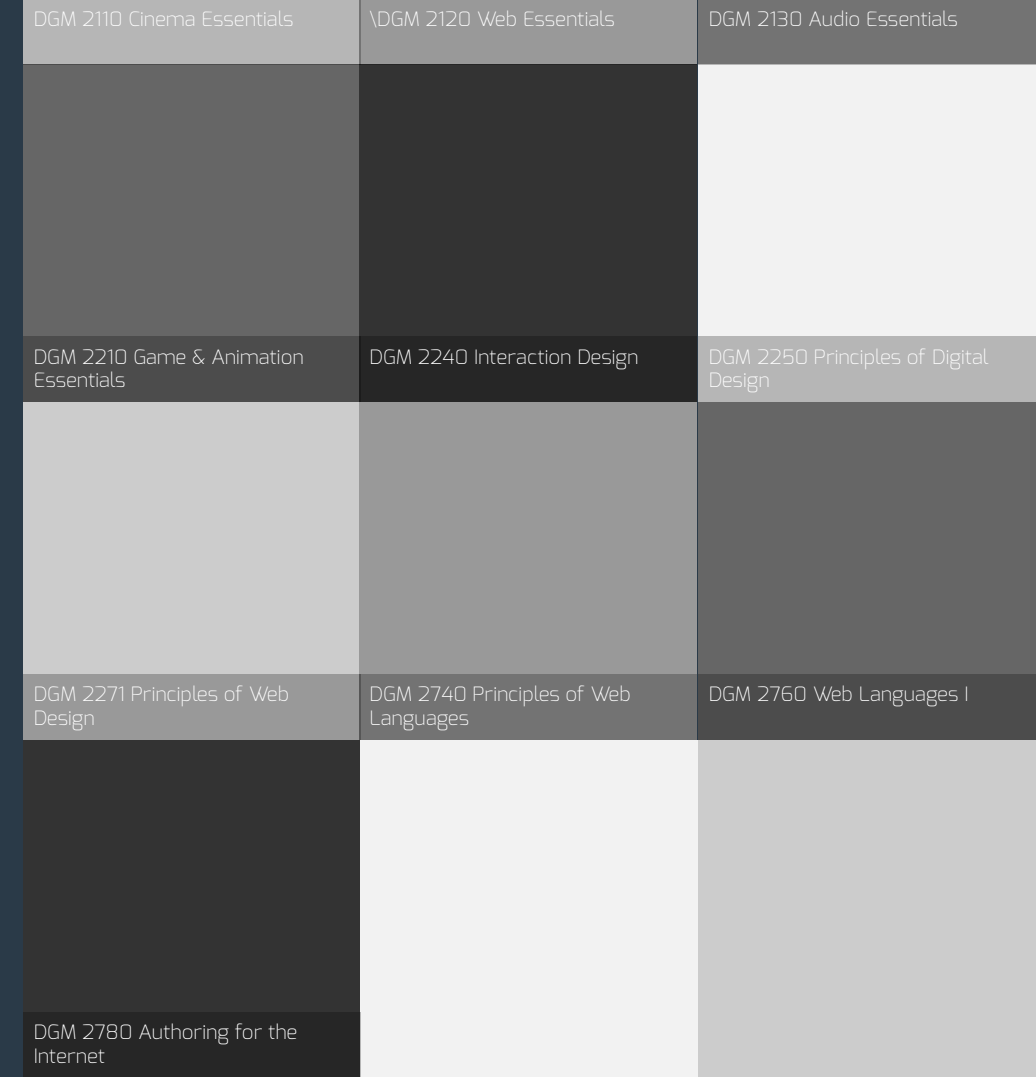 DGM 2110 Cinema Essentials
\DGM 2120 Web Essentials
DGM 2130 Audio Essentials
DGM 2210 Game & Animation
Essentials
DGM 2240 Interaction Design
DGM 2250 Principles of Digital
Design
DGM 2271 Principles of Web
Design
DGM 2740 Principles of Web
Languages
DGM 2760 Web Languages I
DGM 2780 Authoring for the
Internet